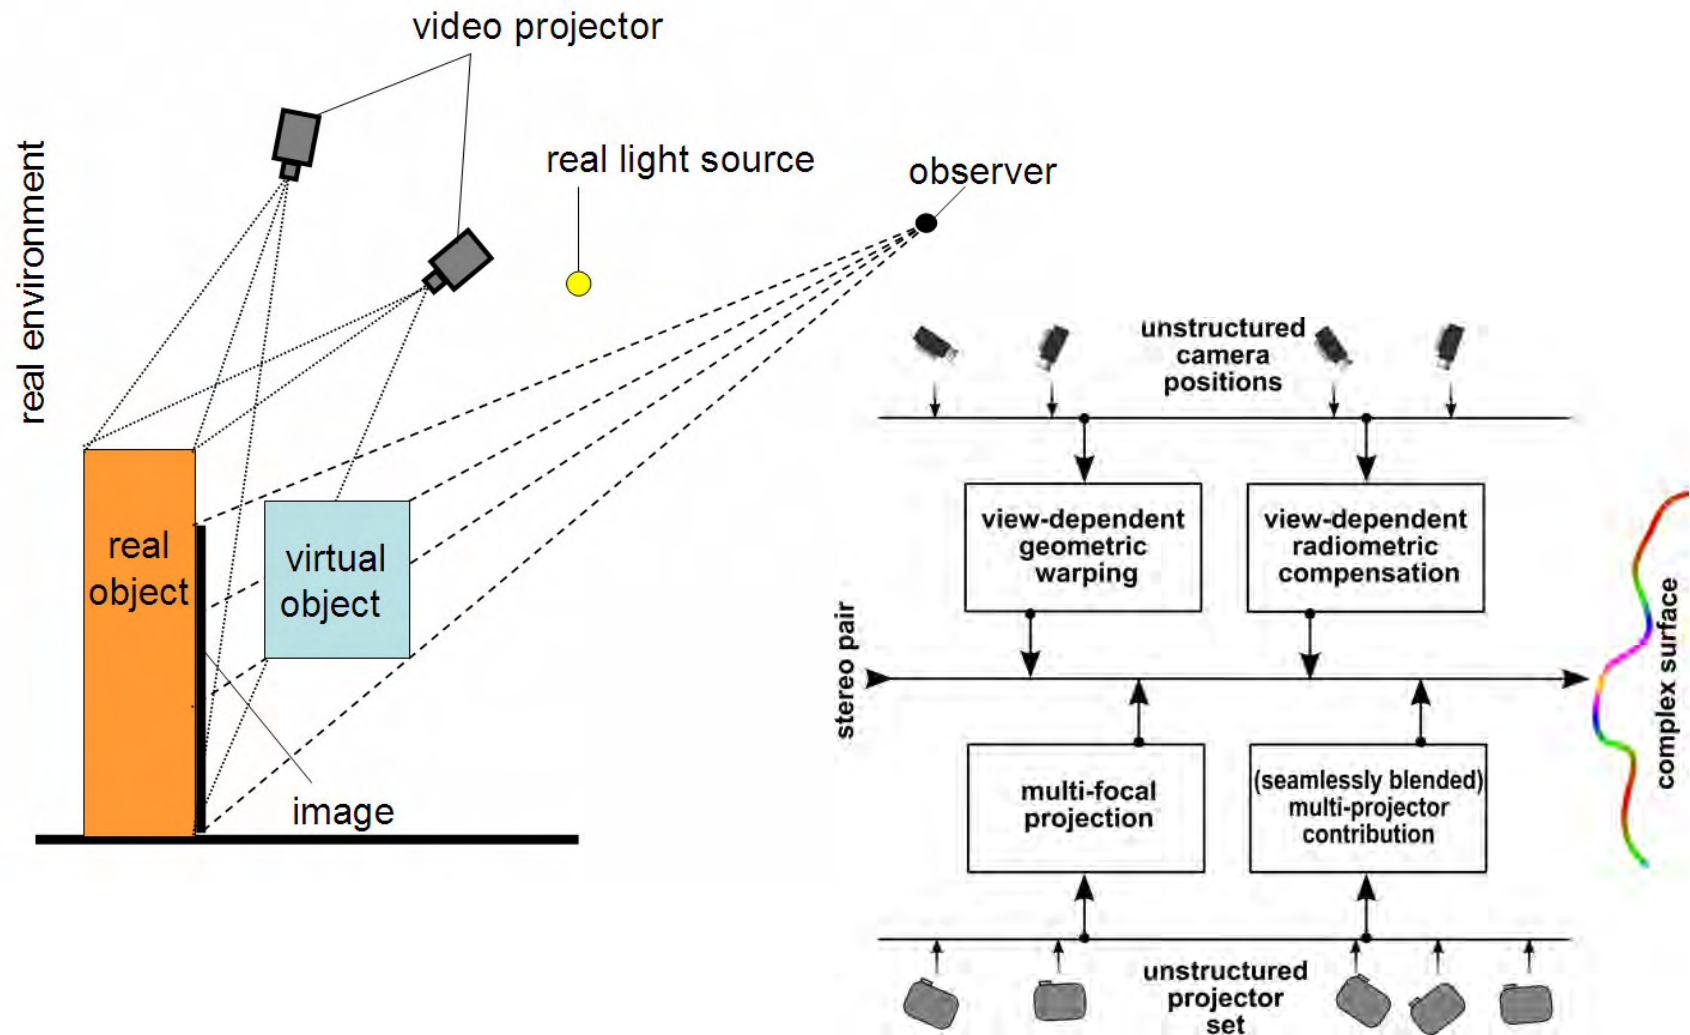 video projector
real light source
observer
real environment
real
object
virtual
object
image
unstructured
camera
positions
view-dependent
geometric
warping
view-dependent
radiometric
compensation
stereo pair
complex surface
multi-focal
projection
(seamlessly blended)
multi-projector
contribution
unstructured
projector
set